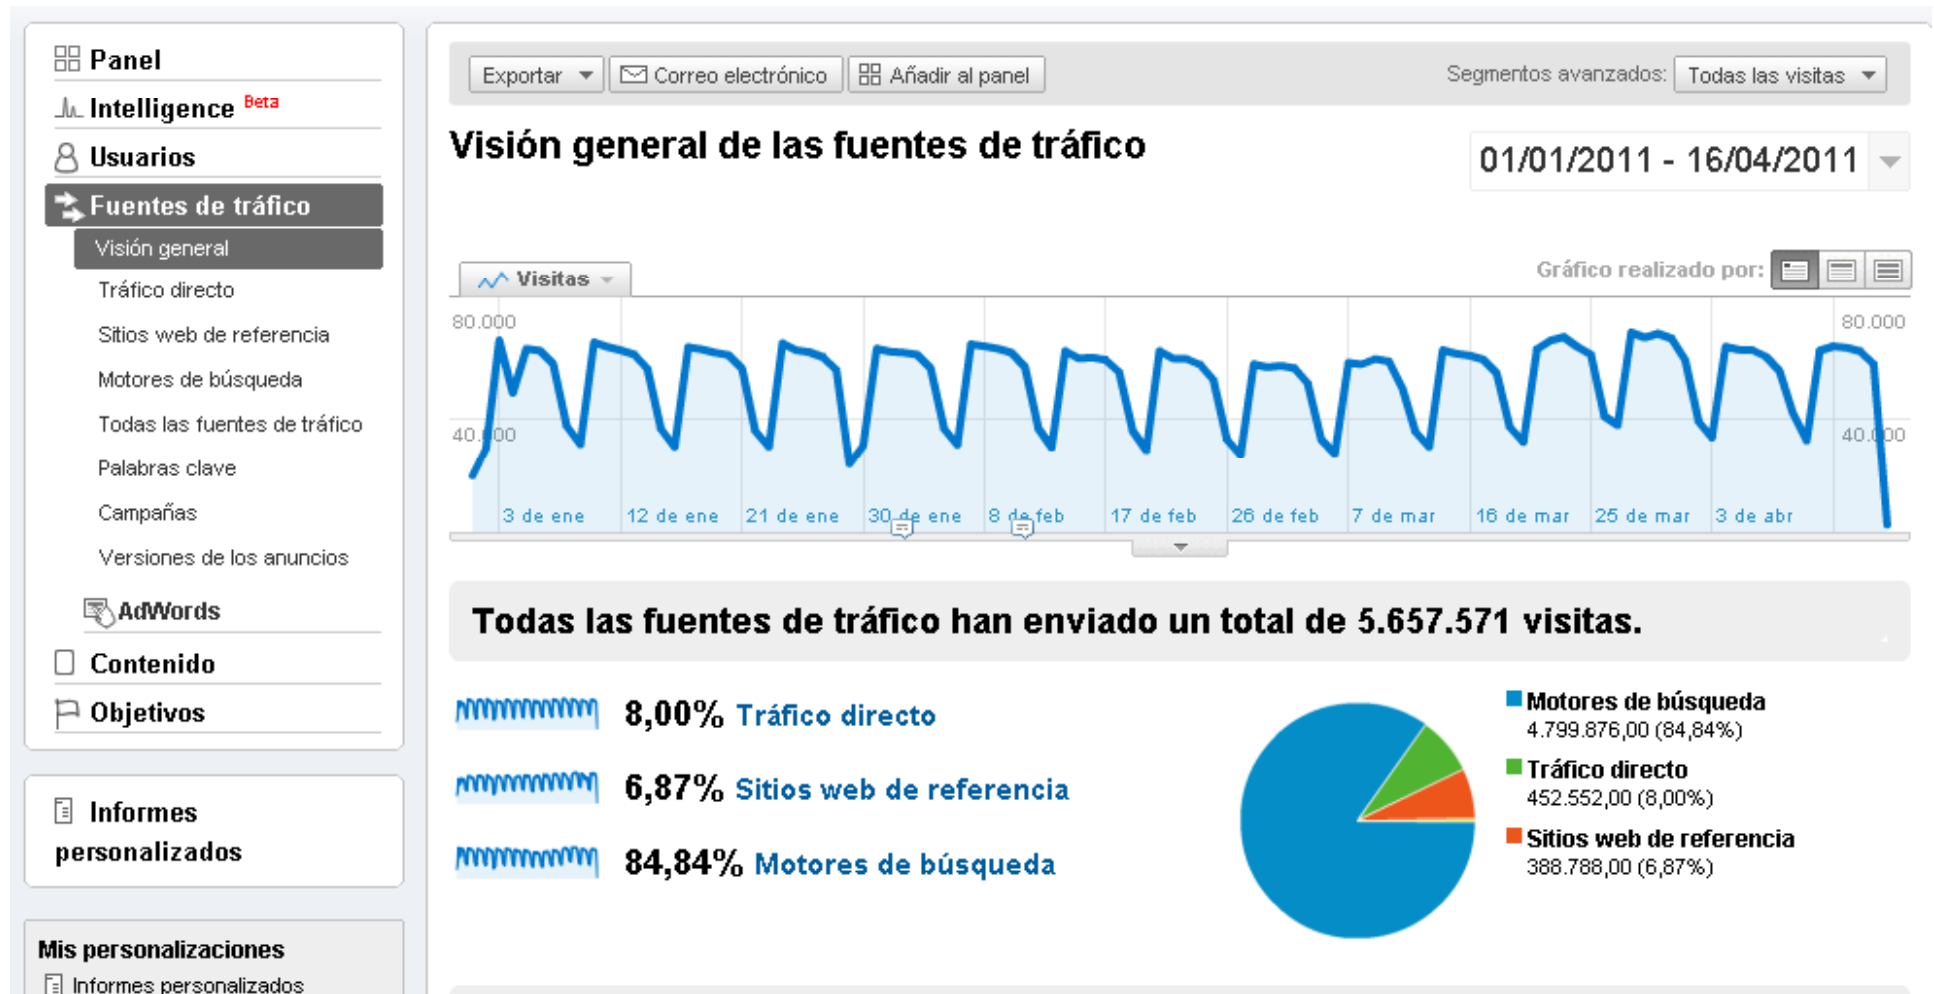 Panel
Intelligence Beta
Usuarios
Fuentes de tráfico
Visión general
Tráfico directo
Sitios web de referencia
Motores de búsqueda
Todas las fuentes de tráfico
Palabras clave
Campañas
Versiones de los anuncios
AdWords
Contenido
Objetivos
Informes
personalizados
Mis personalizaciones
Informes personalizados
Exportar
Correo electrónico
Añadir al panel
Segmentos avanzados: Todas las visitas
Visión general de las fuentes de tráfico
01/01/2011 - 16/04/2011
Visitas
Gráfico realizado por:
80.000 80.000
40.000 40.000
3 de ene 12 de ene 21 de ene 30 de ene 8 de feb 17 de feb 26 de feb 7 de mar 16 de mar 25 de mar 3 de abr
Todas las fuentes de tráfico han enviado un total de 5.657.571 visitas.
8,00% Tráfico directo
6,87% Sitios web de referencia
84,84% Motores de búsqueda
Motores de búsqueda
4.799.876,00 (84,84%)
Tráfico directo
452.552,00 (8,00%)
Sitios web de referencia
388.788,00 (6,87%)